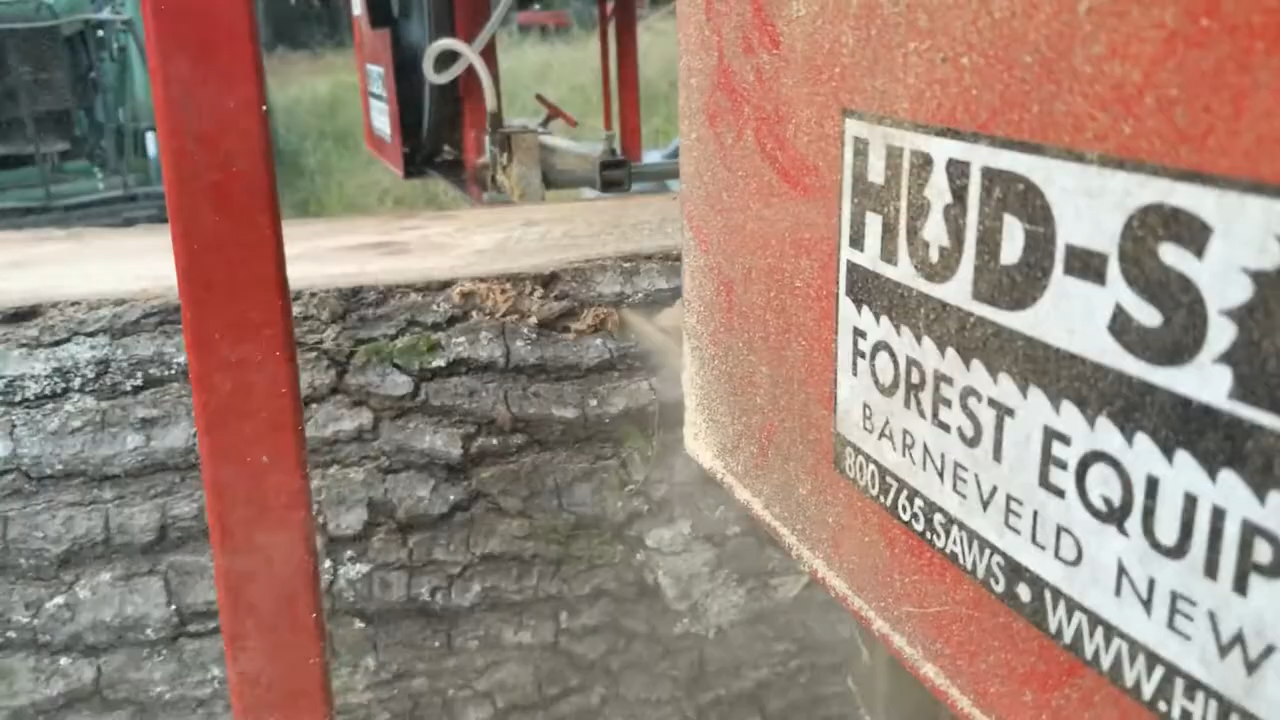 HUD-S
FOREST EQUIP
BARNEVELD NEW
800.765.SAWS • WWW.HU